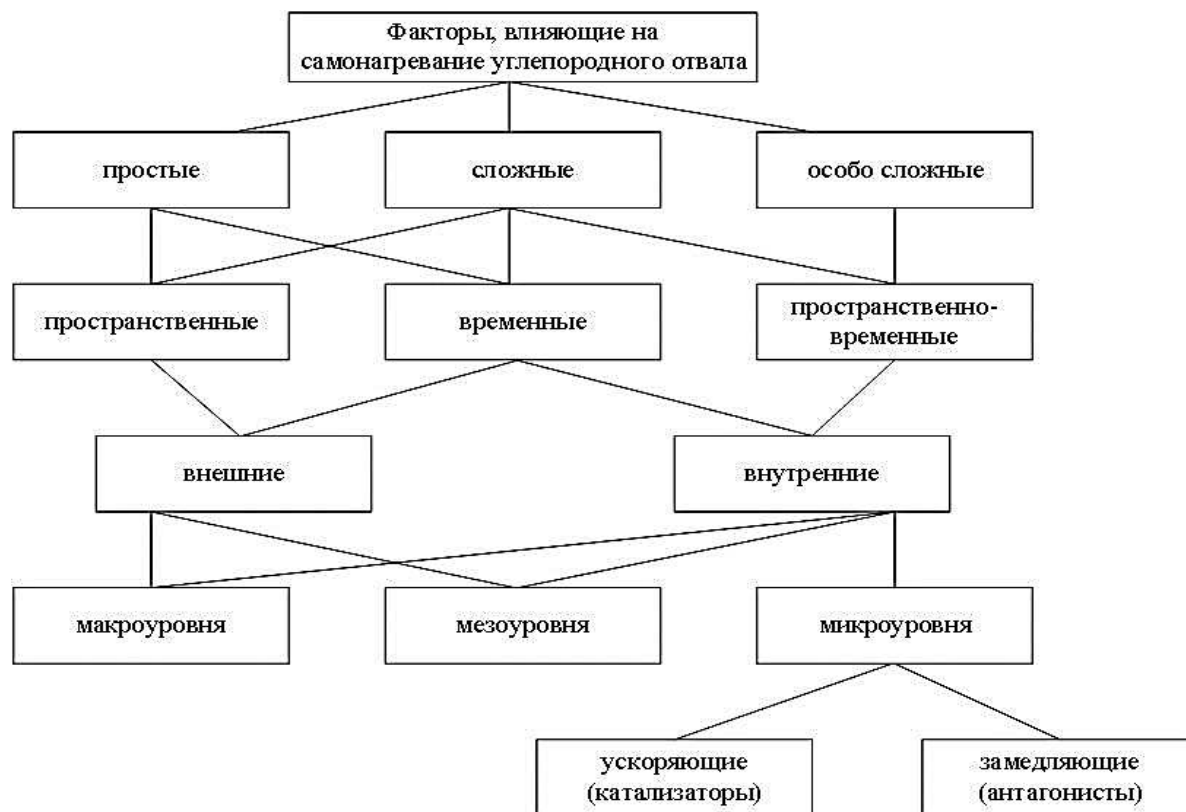 Факторы, влияющие на
самонагревание углепородного отвала
простые
сложные
особо сложные
пространственные
временные
пространственно-
временные
внешние
внутренние
макроуровня
мезоуровня
микроуровня
ускоряющие
(катализаторы)
замедляющие
(антагонисты)